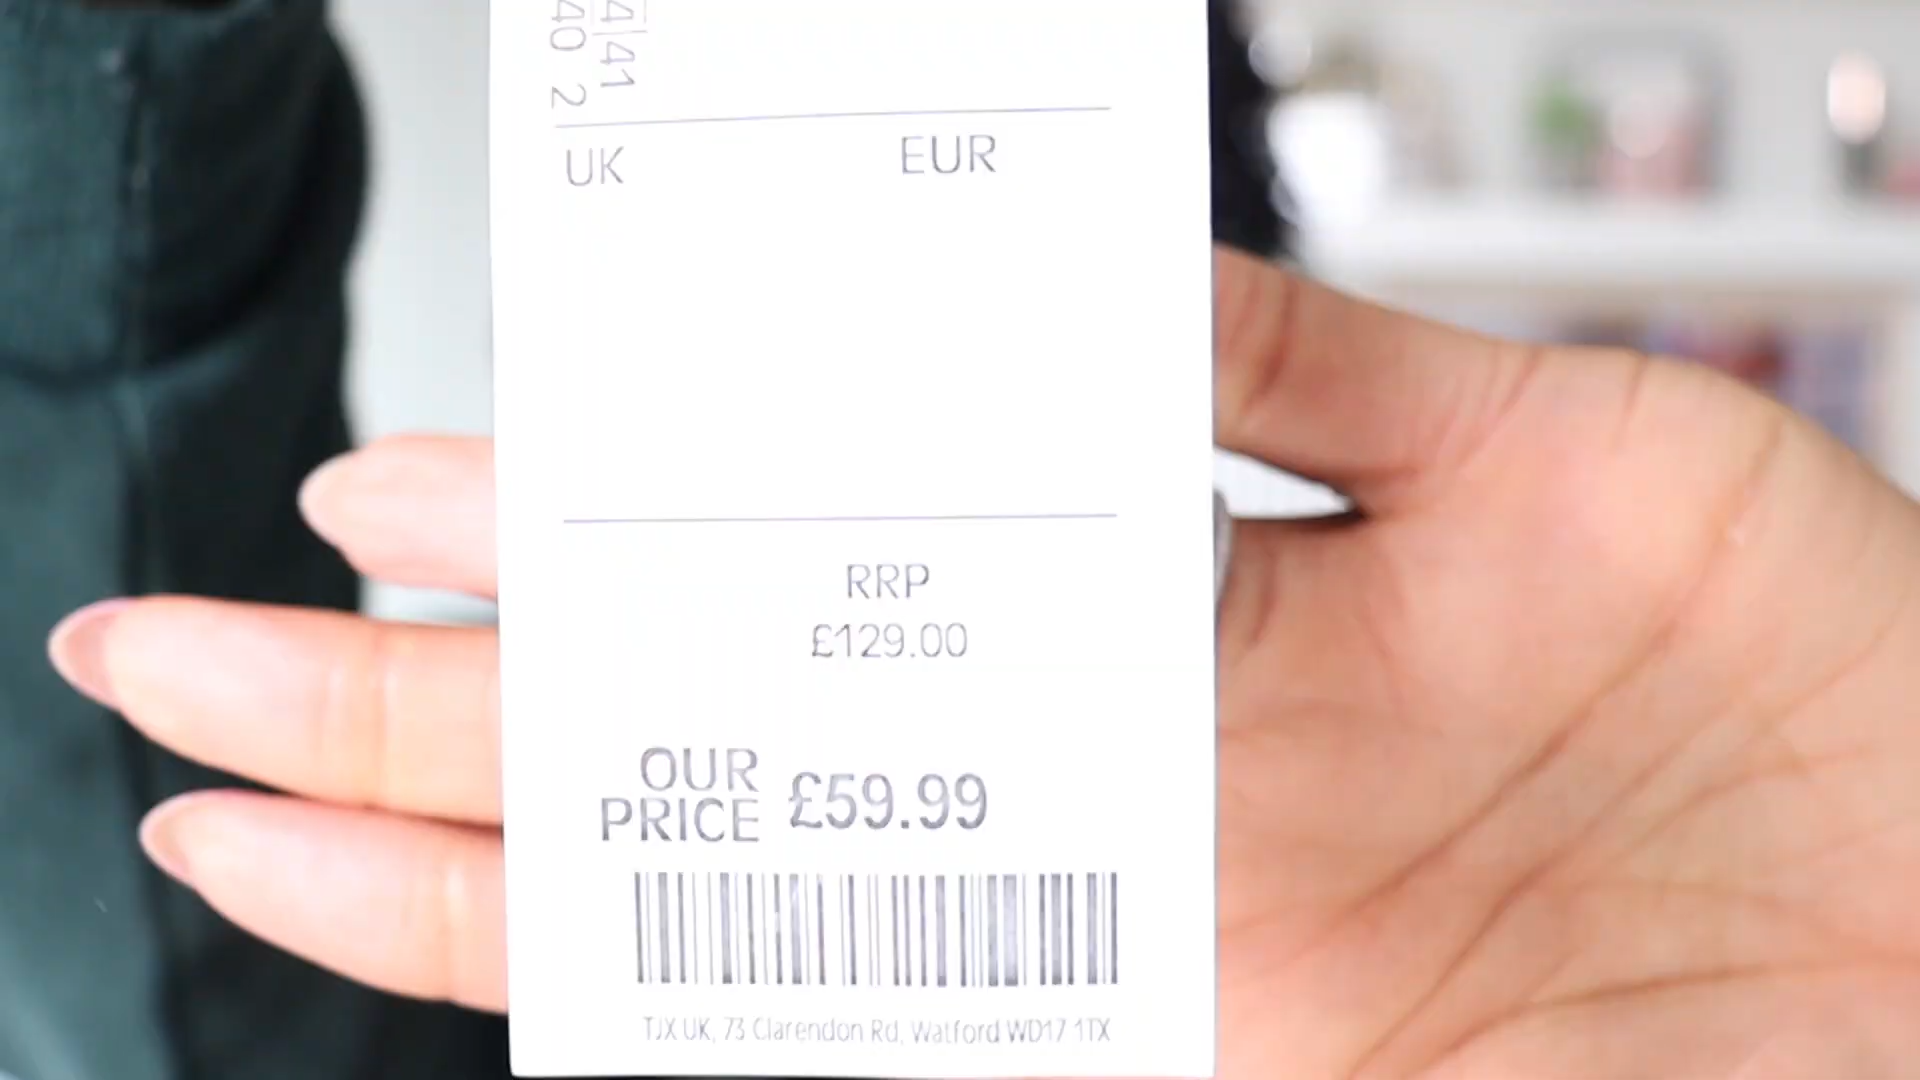 4 41
40 2
UK EUR
RRP
£129.00
OUR
PRICE £59.99
TJX UK, 73 Clarendon Rd, Watford WD17 1TX